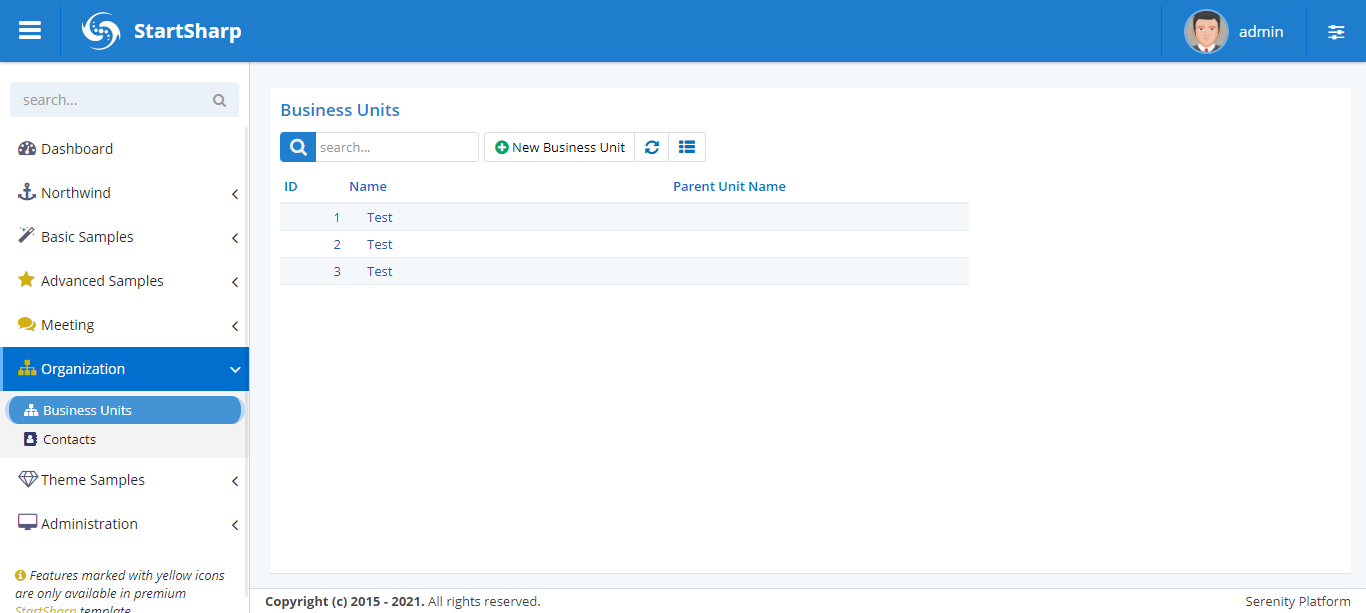 StartSharp
admin
search...
Dashboard
Northwind
Basic Samples
Advanced Samples
Meeting
Organization
Business Units
Contacts
Theme Samples
Administration
Features marked with yellow icons
are only available in premium
StartSharp template
Business Units
search...
New Business Unit
ID Name Parent Unit Name
1 Test
2 Test
3 Test
Copyright (c) 2015 - 2021. All rights reserved.
Serenity Platform